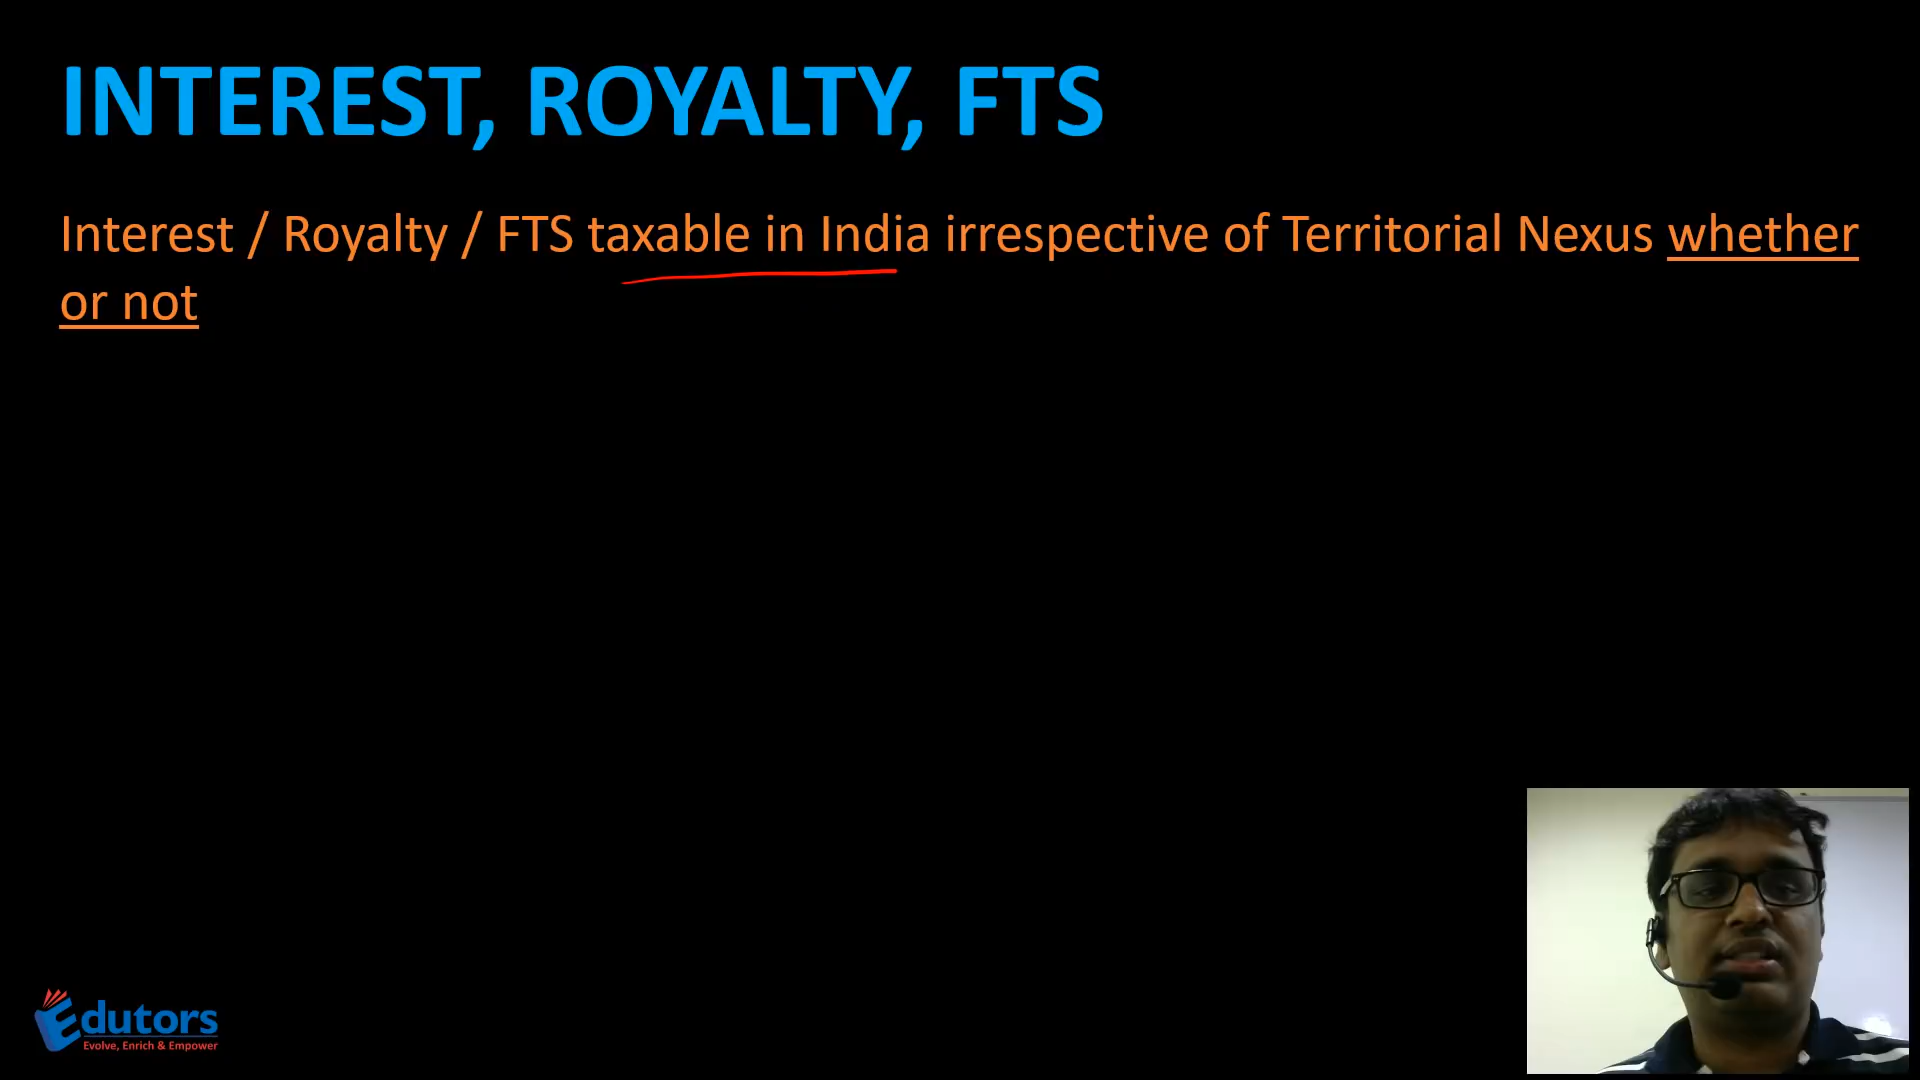 INTEREST, ROYALTY, FTS
Interest / Royalty / FTS taxable in India irrespective of Territorial Nexus whether
or not
Edutors
Evolve, Enrich & Empower